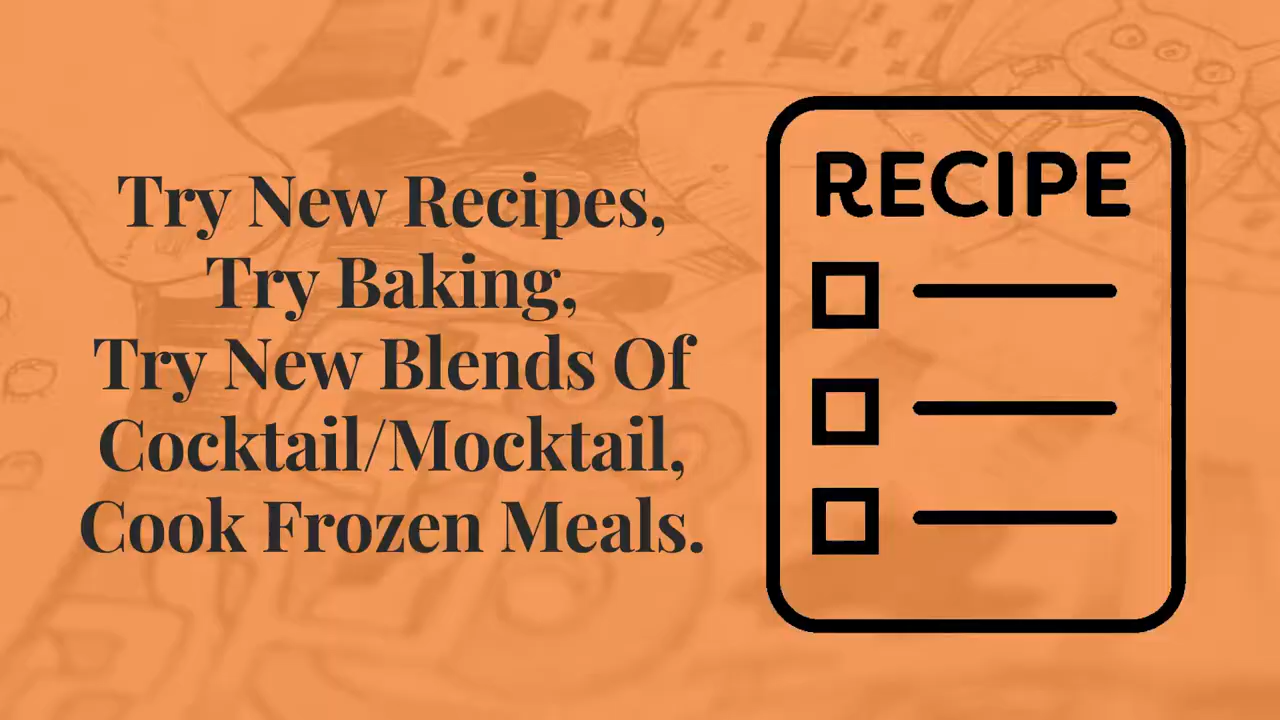 Try New Recipes,
Try Baking,
Try New Blends Of
Cocktail/Mocktail,
Cook Frozen Meals.
RECIPE